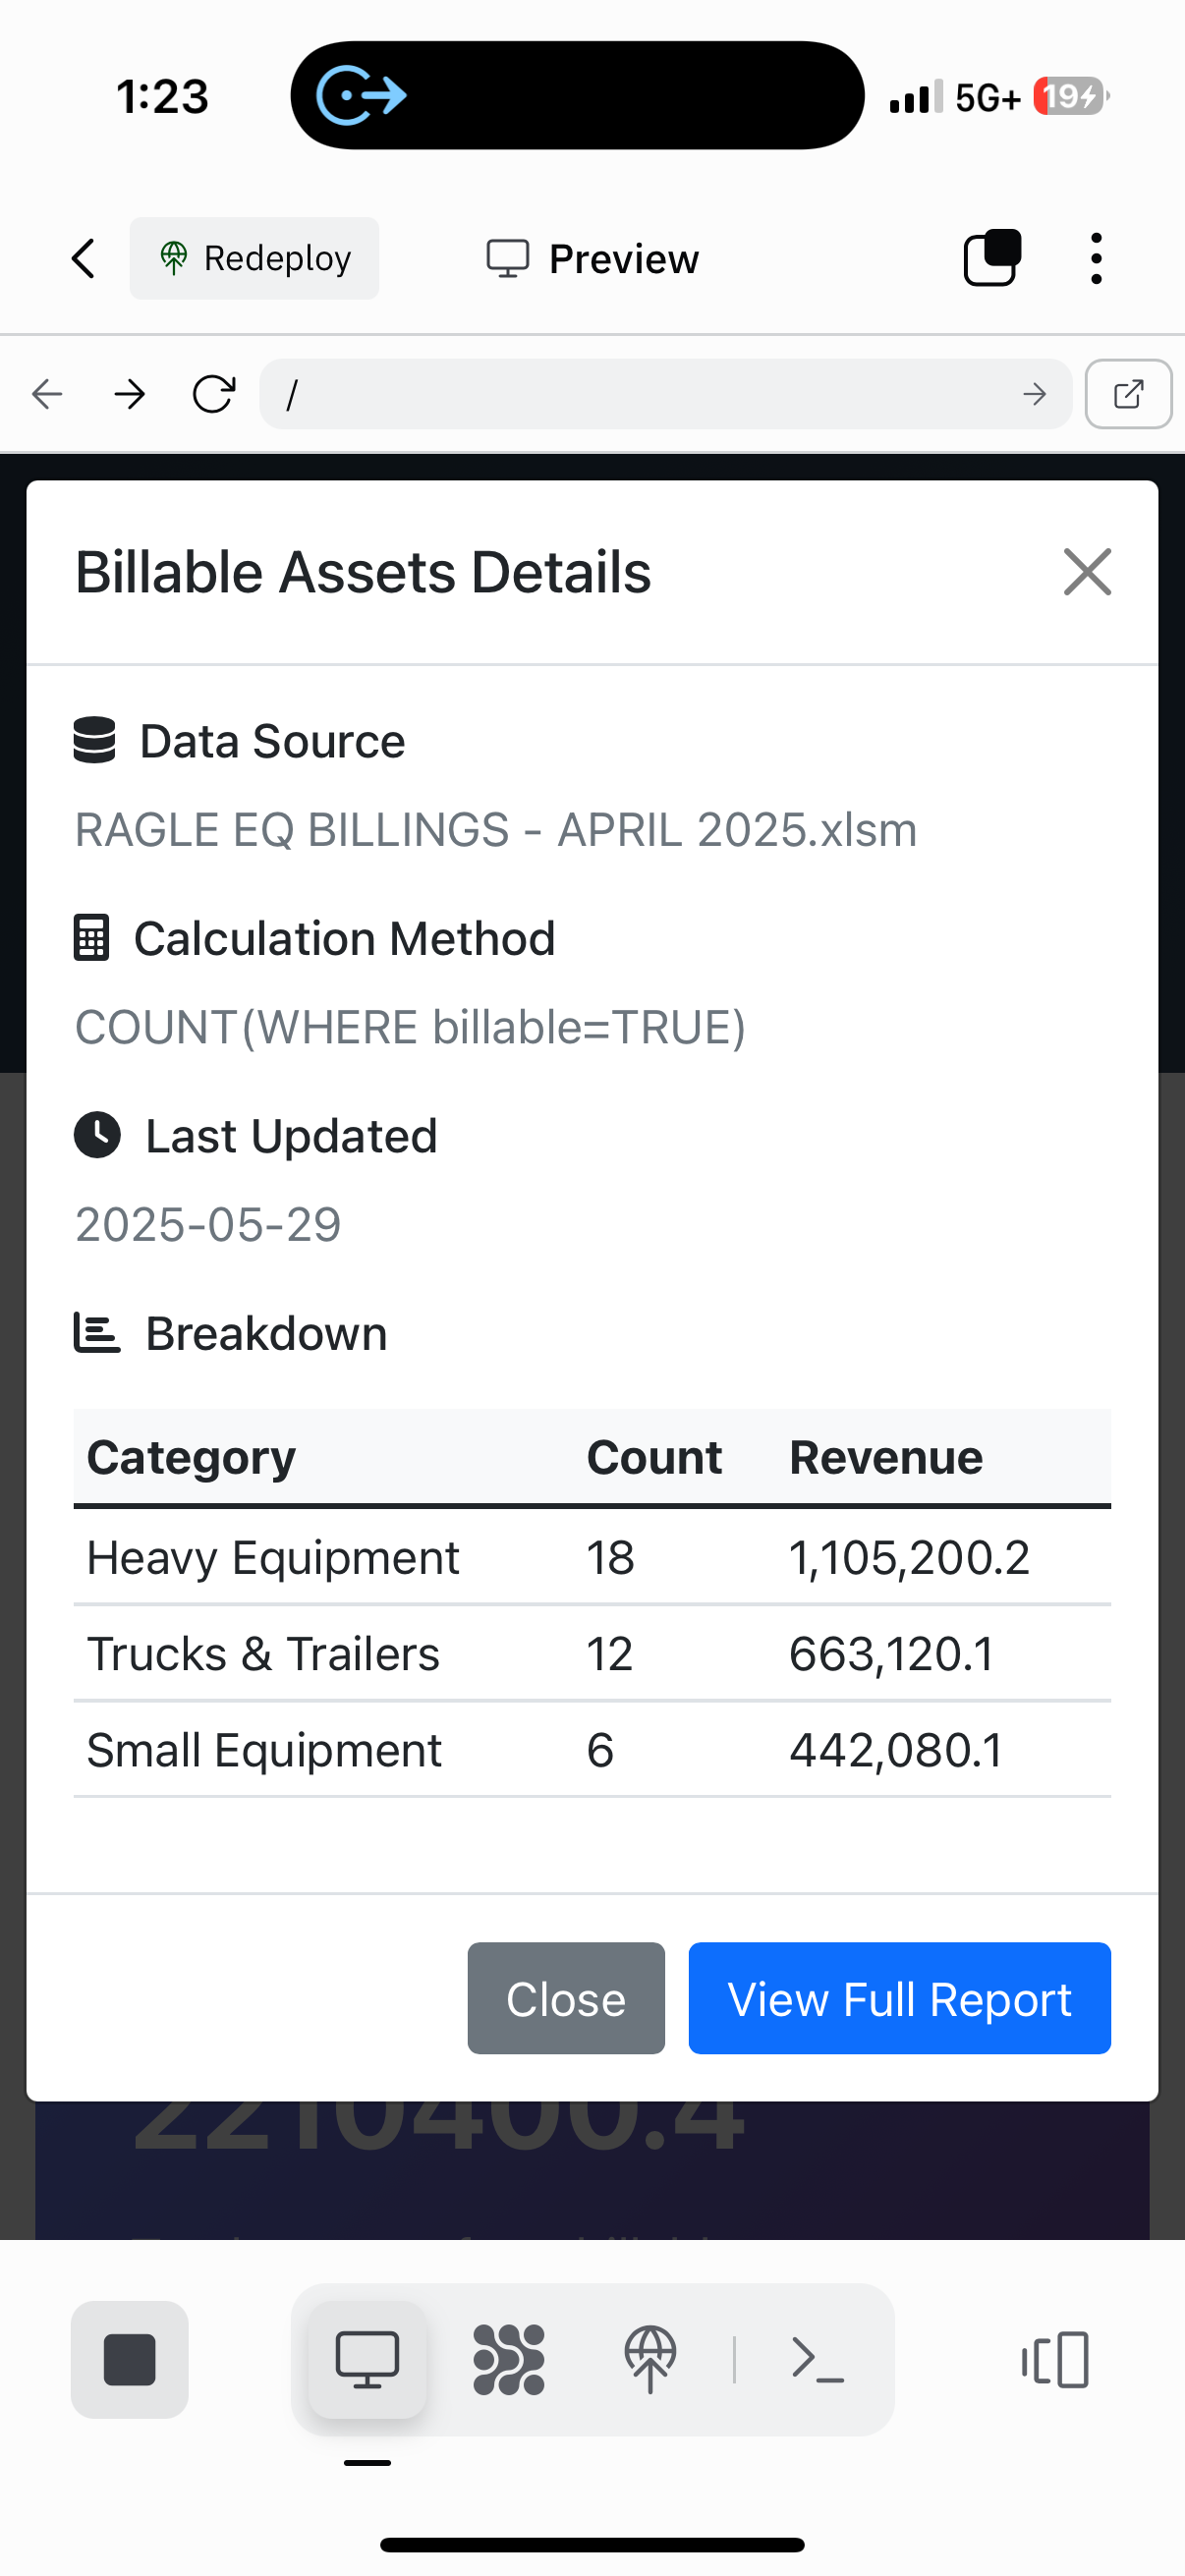 1:23
5G+
19
Redeploy
Preview
/
Billable Assets Details
Data Source
RAGLE EQ BILLINGS - APRIL 2025.xlsm
Calculation Method
COUNT(WHERE billable=TRUE)
Last Updated
2025-05-29
Breakdown
Category Count Revenue
Heavy Equipment 18 1,105,200.2
Trucks & Trailers 12 663,120.1
Small Equipment 6 442,080.1
Close
View Full Report
2210400.4